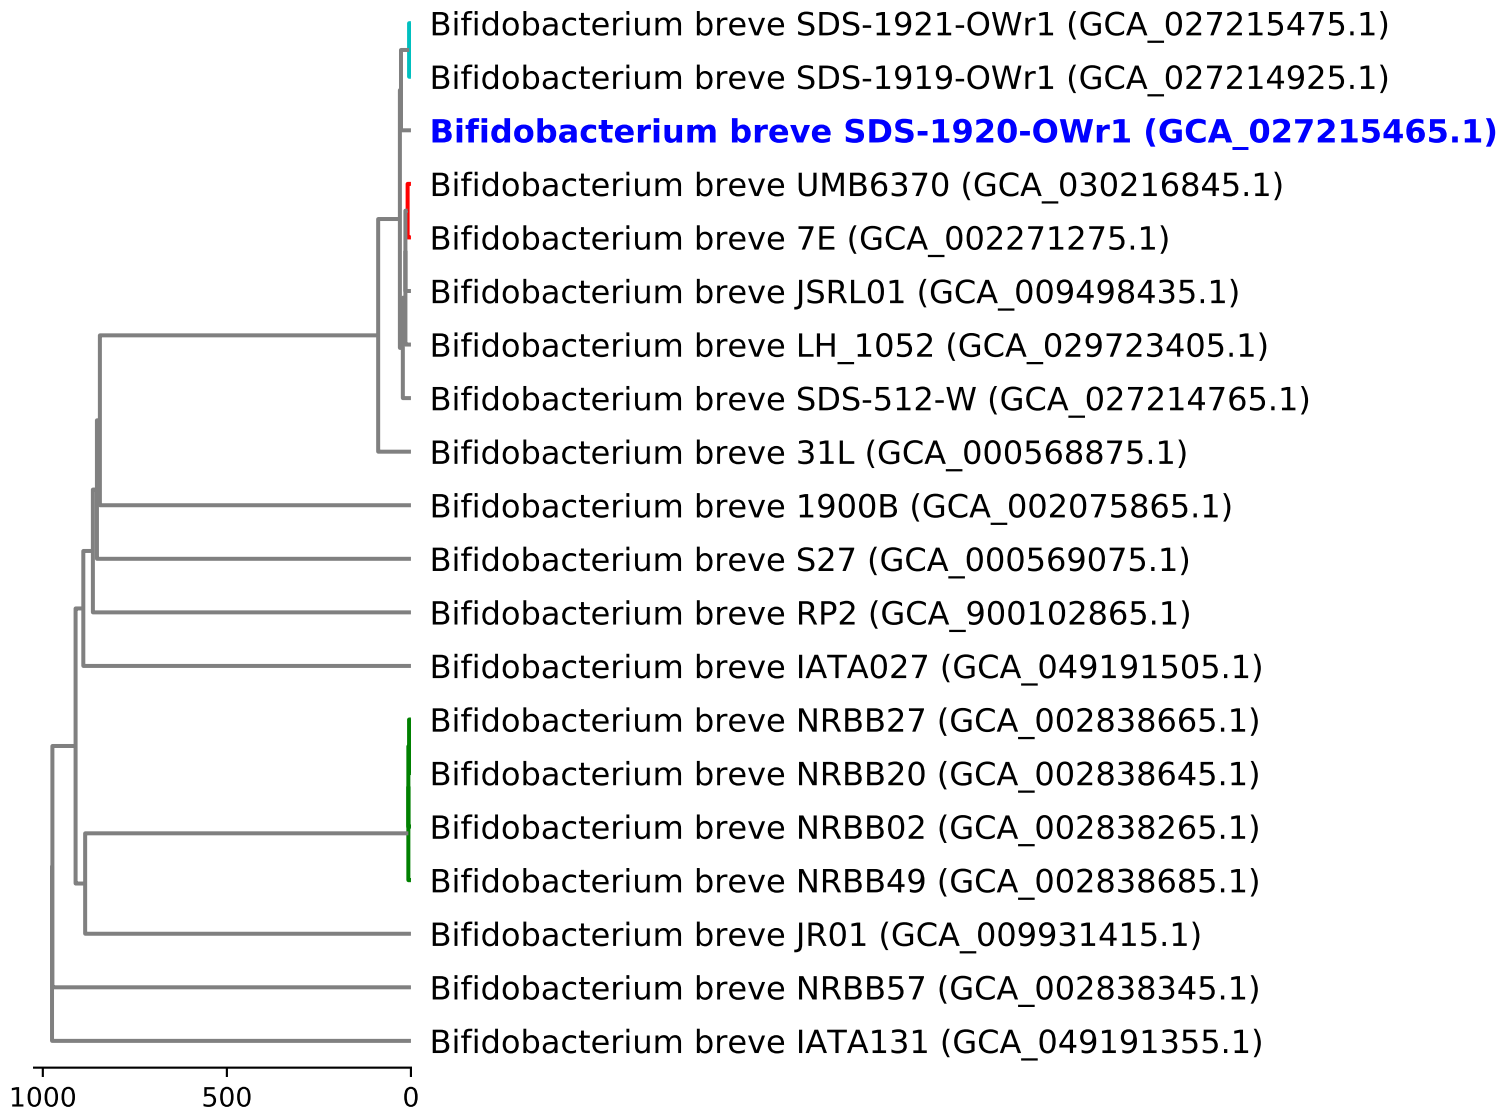 Bifidobacterium breve SDS-1921-OWr1 (GCA_027215475.1)
Bifidobacterium breve SDS-1919-OWr1 (GCA_027214925.1)
Bifidobacterium breve SDS-1920-OWr1 (GCA_027215465.1)
Bifidobacterium breve UMB6370 (GCA_030216845.1)
Bifidobacterium breve 7E (GCA_002271275.1)
Bifidobacterium breve JSRL01 (GCA_009498435.1)
Bifidobacterium breve LH_1052 (GCA_029723405.1)
Bifidobacterium breve SDS-512-W (GCA_027214765.1)
Bifidobacterium breve 31L (GCA_000568875.1)
Bifidobacterium breve 1900B (GCA_002075865.1)
Bifidobacterium breve S27 (GCA_000569075.1)
Bifidobacterium breve RP2 (GCA_900102865.1)
Bifidobacterium breve IATA027 (GCA_049191505.1)
Bifidobacterium breve NRBB27 (GCA_002838665.1)
Bifidobacterium breve NRBB20 (GCA_002838645.1)
Bifidobacterium breve NRBB02 (GCA_002838265.1)
Bifidobacterium breve NRBB49 (GCA_002838685.1)
Bifidobacterium breve JR01 (GCA_009931415.1)
Bifidobacterium breve NRBB57 (GCA_002838345.1)
Bifidobacterium breve IATA131 (GCA_049191355.1)
1000 500 0